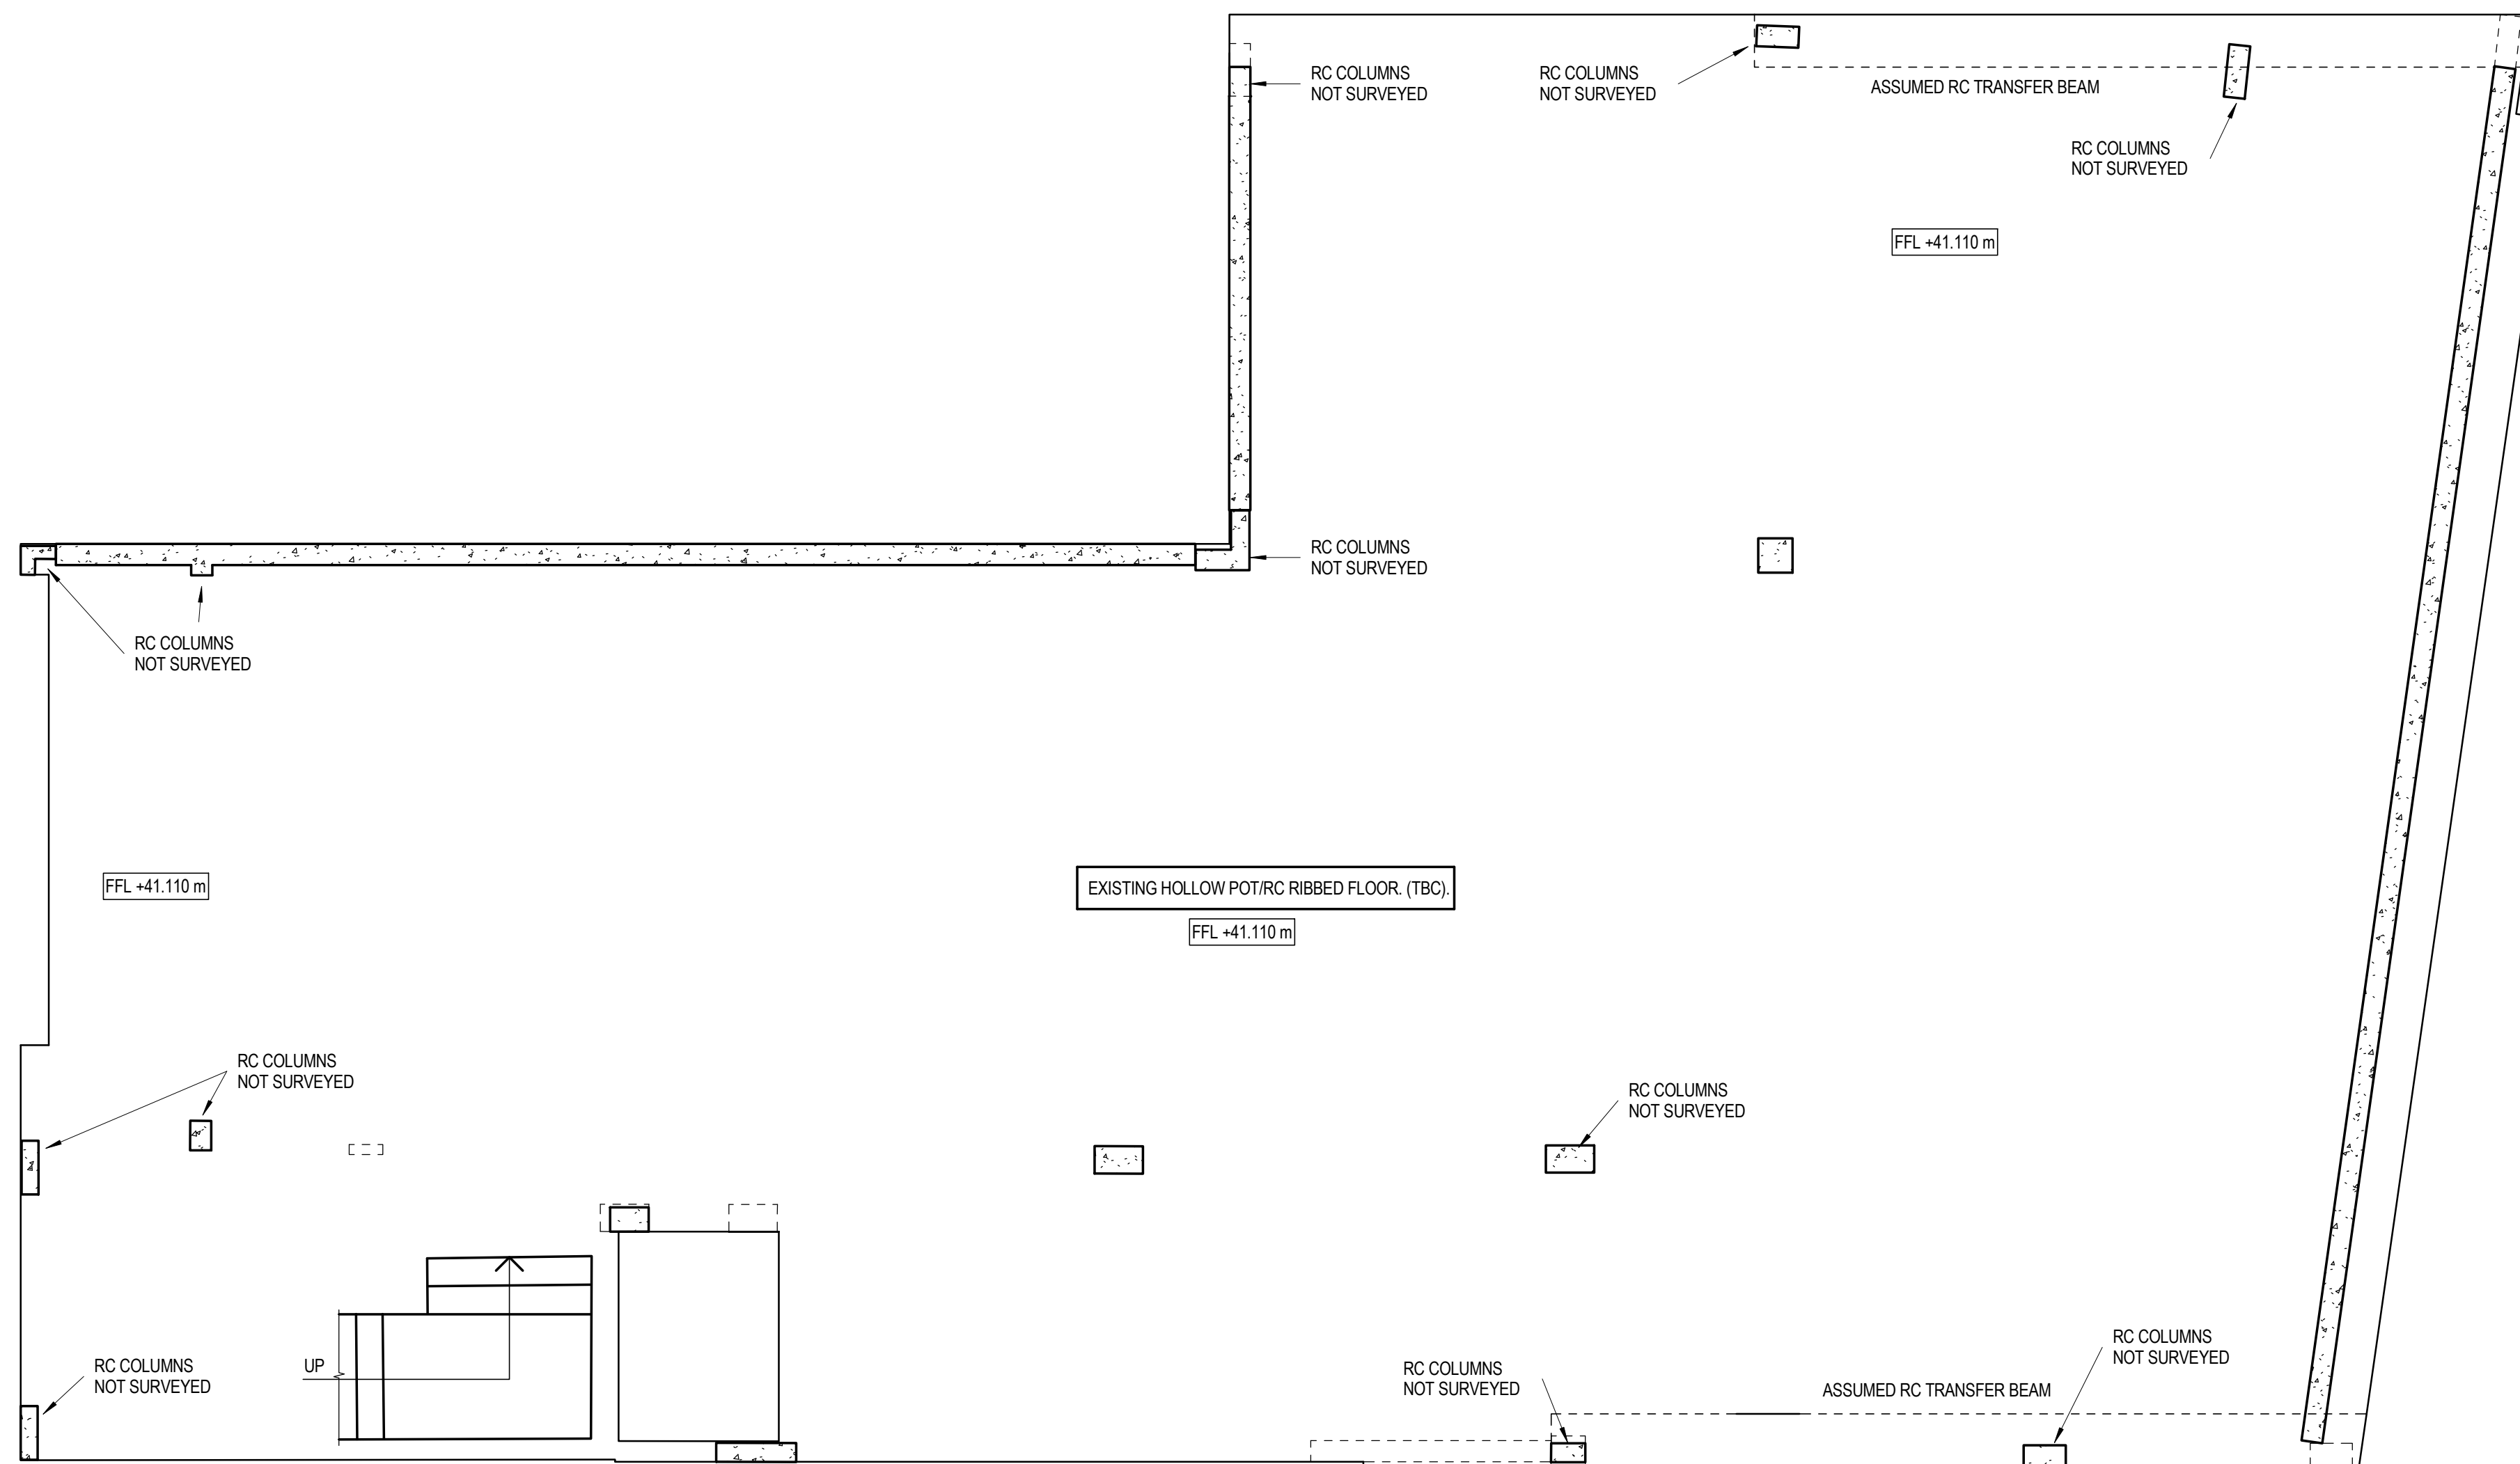 RC COLUMNS
NOT SURVEYED
RC COLUMNS
NOT SURVEYED
ASSUMED RC TRANSFER BEAM
RC COLUMNS
NOT SURVEYED
FFL +41.110 m
RC COLUMNS
NOT SURVEYED
RC COLUMNS
NOT SURVEYED
FFL +41.110 m
EXISTING HOLLOW POT/RC RIBBED FLOOR. (TBC).
FFL +41.110 m
RC COLUMNS
NOT SURVEYED
RC COLUMNS
NOT SURVEYED
RC COLUMNS
NOT SURVEYED
UP
RC COLUMNS
NOT SURVEYED
ASSUMED RC TRANSFER BEAM
RC COLUMNS
NOT SURVEYED